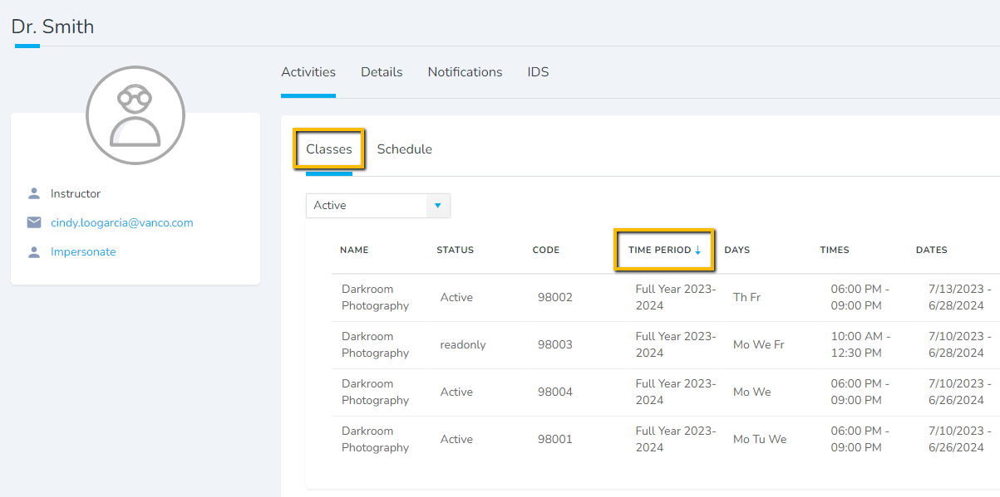 Dr. Smith
Activities Details Notifications IDS
Instructor
cindy.loogarcia@vanco.com
Impersonate
Classes Schedule
Active
NAME STATUS CODE TIME PERIOD ↓ DAYS TIMES DATES
Darkroom Active 98002 Full Year 2023- Th Fr 06:00 PM - 7/13/2023 -
Photography 2024 09:00 PM 6/28/2024
Darkroom readonly 98003 Full Year 2023- Mo We Fr 10:00 AM - 7/10/2023 -
Photography 2024 12:30 PM 6/28/2024
Darkroom Active 98004 Full Year 2023- Mo We 06:00 PM - 7/10/2023 -
Photography 2024 09:00 PM 6/26/2024
Darkroom Active 98001 Full Year 2023- Mo Tu We 06:00 PM - 7/10/2023 -
Photography 2024 09:00 PM 6/26/2024